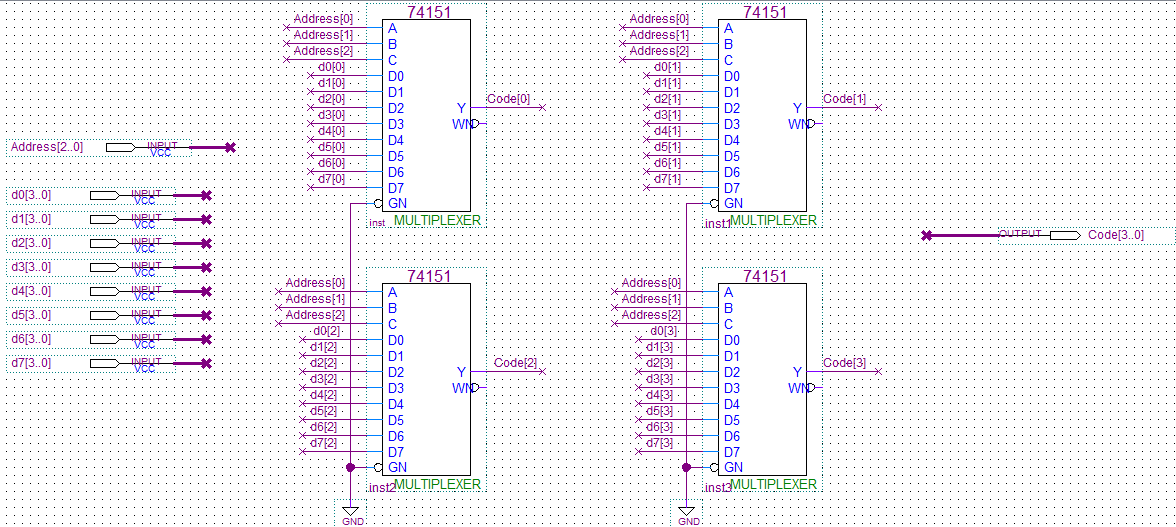 Address[2..0] INPUT VCC
d0[3..0] INPUT VCC
d1[3..0] INPUT VCC
d2[3..0] INPUT VCC
d3[3..0] INPUT VCC
d4[3..0] INPUT VCC
d5[3..0] INPUT VCC
d6[3..0] INPUT VCC
d7[3..0] INPUT VCC
74151
Address[0] A
Address[1] B
Address[2] C
d0[0] D0
d1[0] D1
d2[0] D2 Y Code[0]
d3[0] D3 WN
d4[0] D4
d5[0] D5
d6[0] D6
d7[0] D7
GN
inst MULTIPLEXER
74151
Address[0] A
Address[1] B
Address[2] C
d0[1] D0
d1[1] D1
d2[1] D2 Y Code[1]
d3[1] D3 WN
d4[1] D4
d5[1] D5
d6[1] D6
d7[1] D7
GN
inst1 MULTIPLEXER
74151
Address[0] A
Address[1] B
Address[2] C
d0[2] D0
d1[2] D1
d2[2] D2 Y Code[2]
d3[2] D3 WN
d4[2] D4
d5[2] D5
d6[2] D6
d7[2] D7
GN
inst2 MULTIPLEXER
GND
74151
Address[0] A
Address[1] B
Address[2] C
d0[3] D0
d1[3] D1
d2[3] D2 Y Code[3]
d3[3] D3 WN
d4[3] D4
d5[3] D5
d6[3] D6
d7[3] D7
GN
inst3 MULTIPLEXER
GND
OUTPUT Code[3..0]